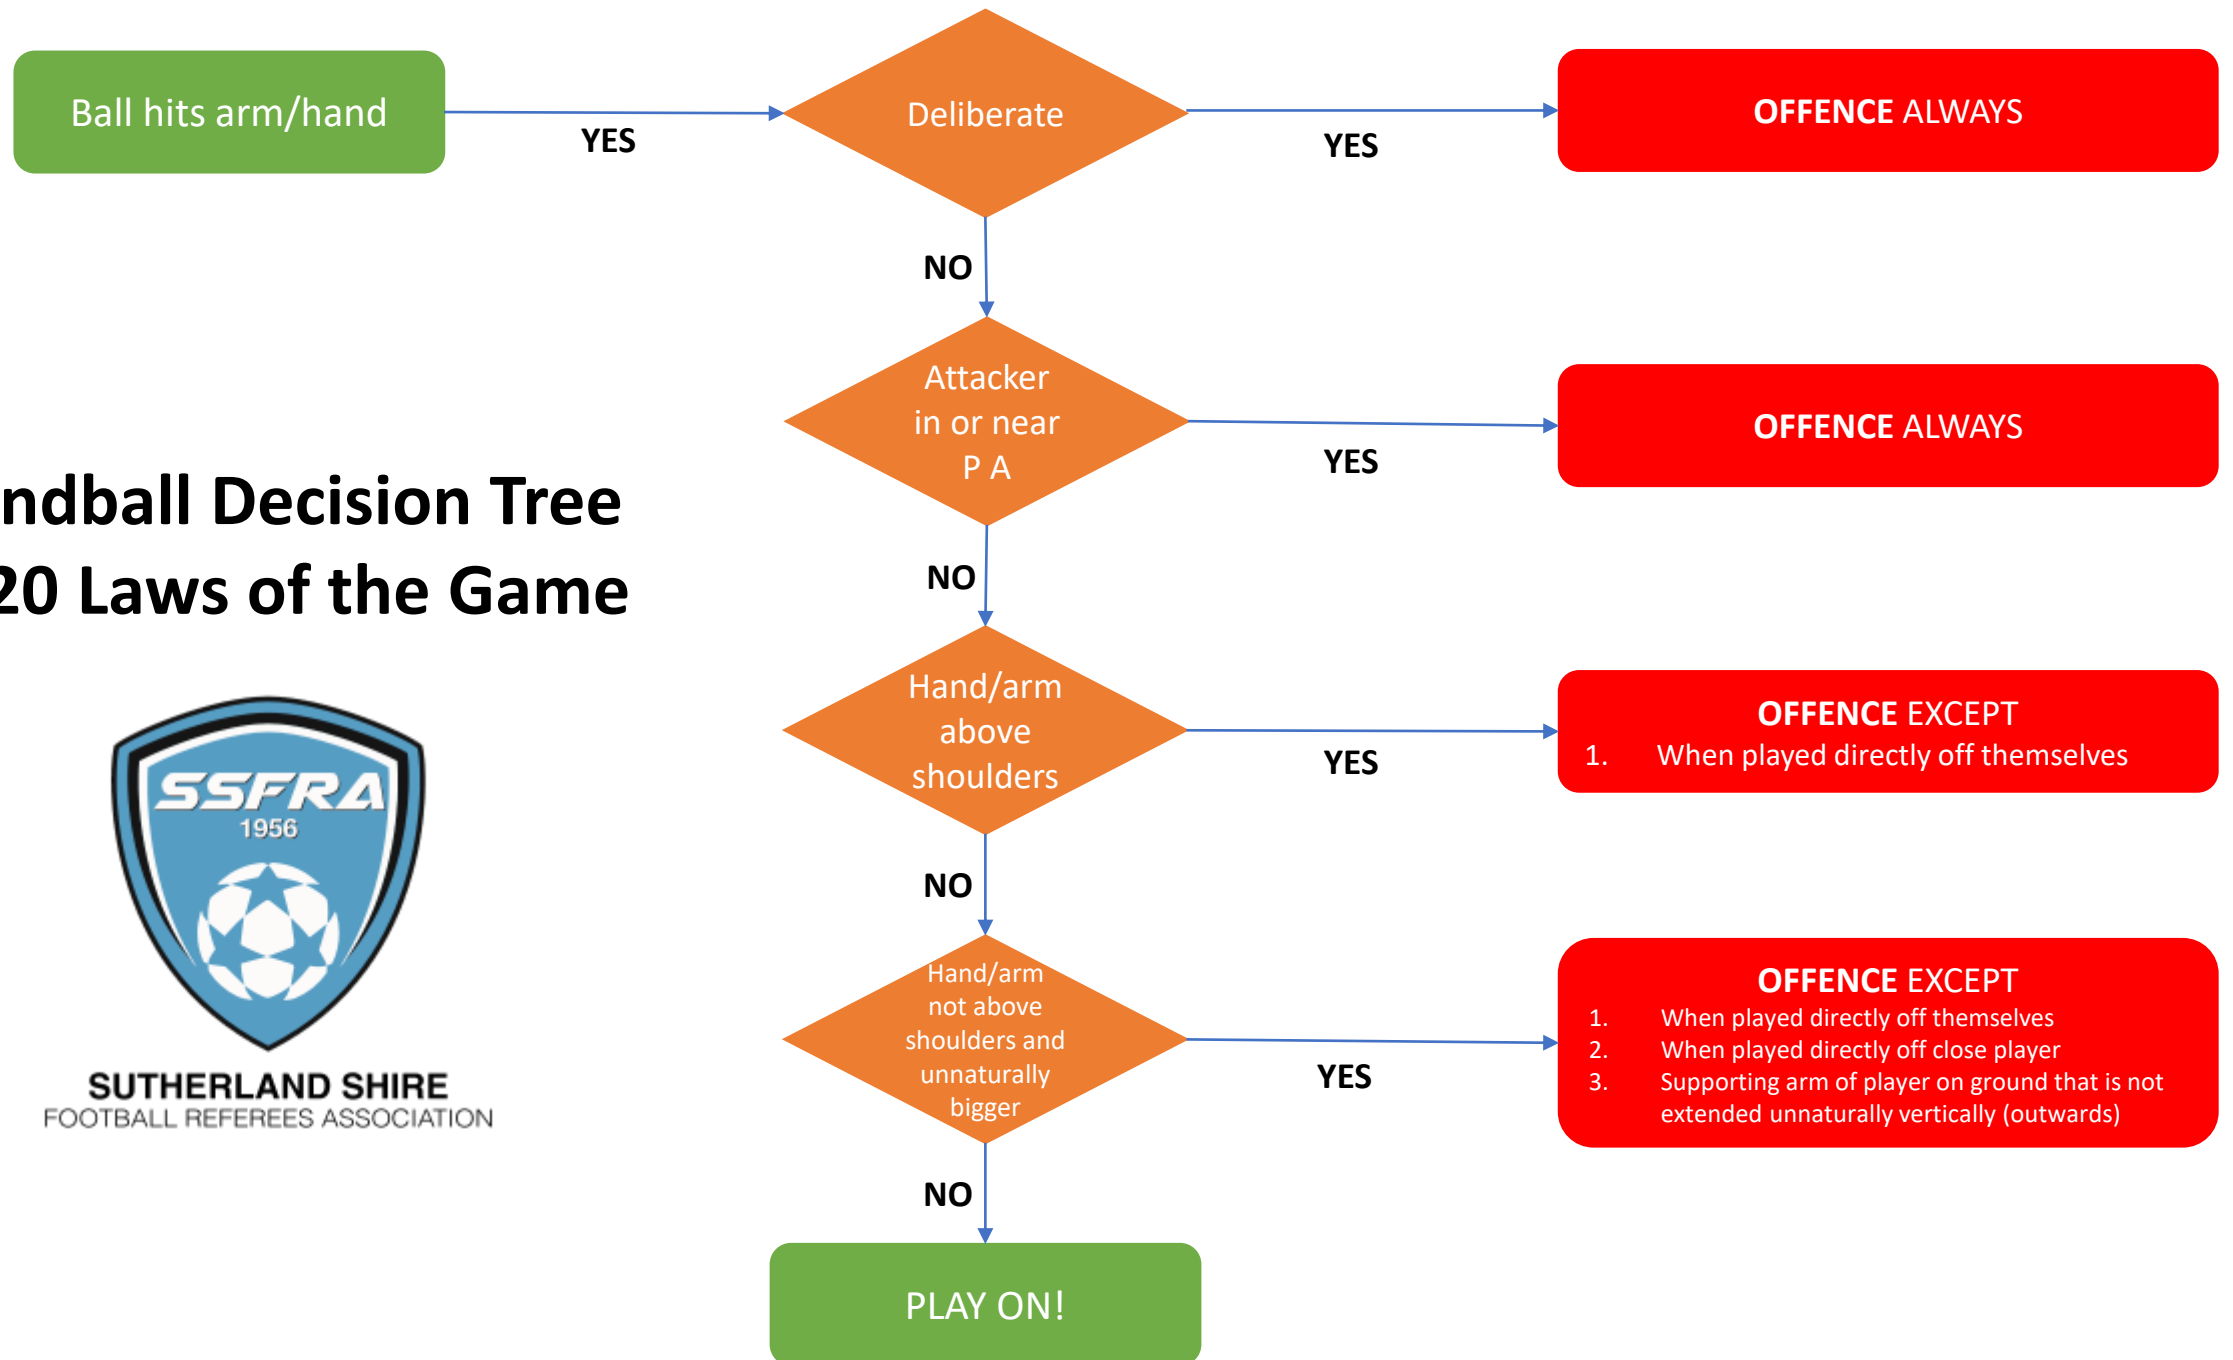 Ball hits arm/hand
YES
Deliberate
YES
OFFENCE ALWAYS
NO
Attacker
in or near
P A
YES
OFFENCE ALWAYS
ndball Decision Tree
20 Laws of the Game
NO
Hand/arm
above
shoulders
YES
OFFENCE EXCEPT
1. When played directly off themselves
SSFRA
1956
SUTHERLAND SHIRE
FOOTBALL REFEREES ASSOCIATION
NO
Hand/arm
not above
shoulders and
unnaturally
bigger
YES
OFFENCE EXCEPT
1. When played directly off themselves
2. When played directly off close player
3. Supporting arm of player on ground that is not
extended unnaturally vertically (outwards)
NO
PLAY ON!